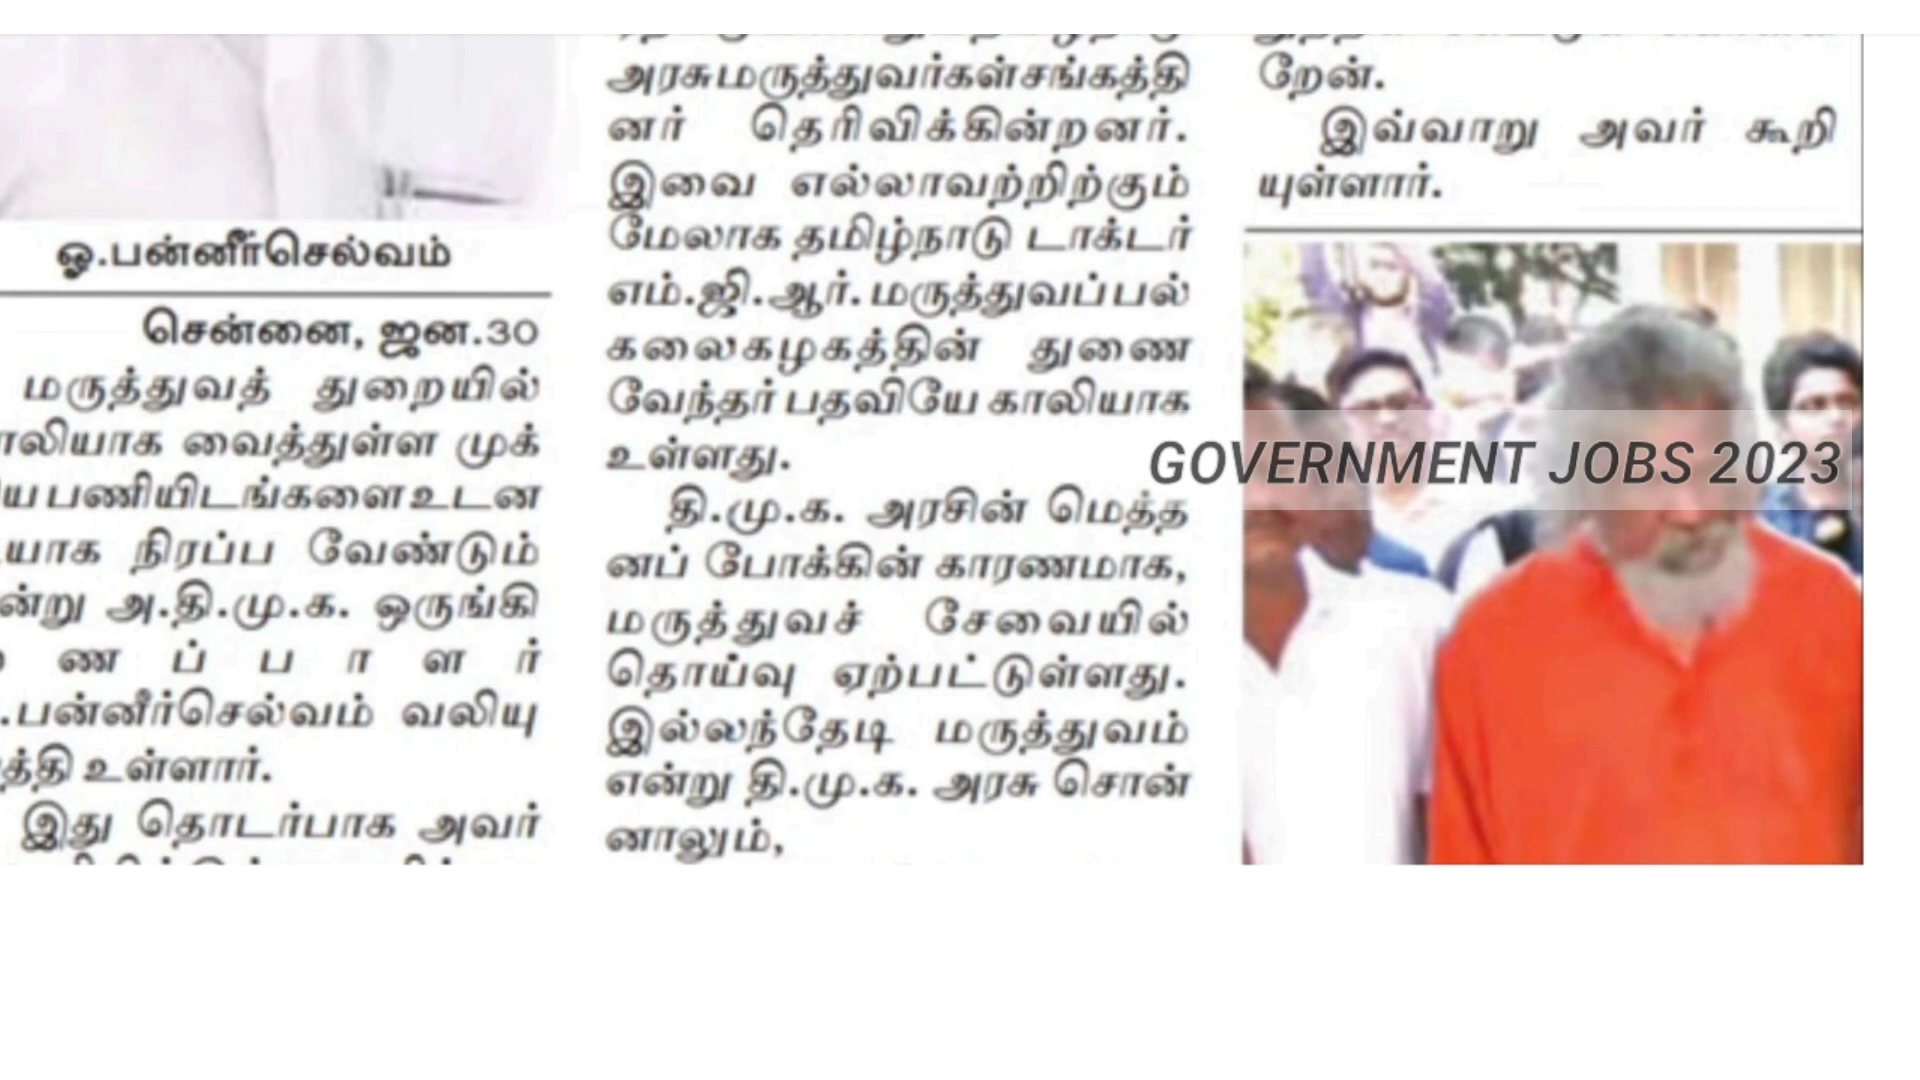 ஓ.பன்னீர்செல்வம்
சென்னை, ஜன.30
மருத்துவத் துறையில்
வைத்துள்ள முக்
பணியிடங்களை உடன
நிரப்ப வேண்டும்
அ.தி.மு.க. ஒருங்கி
ணப்பாளர்
.பன்னீர்செல்வம் வலியு
உள்ளார்.
இது தொடர்பாக அவர்
அரசு மருத்துவர்கள் சங்கத்தி
னர் தெரிவிக்கின்றனர்.
இவை எல்லாவற்றிற்கும்
மேலாக தமிழ்நாடு டாக்டர்
எம்.ஜி.ஆர். மருத்துவப்பல்
கலைகழகத்தின் துணை
வேந்தர் பதவியே காலியாக
உள்ளது.
தி.மு.க. அரசின் மெத்த
னப் போக்கின் காரணமாக,
மருத்துவச் சேவையில்
தொய்வு ஏற்பட்டுள்ளது.
இல்லந்தேடி மருத்துவம்
என்று தி.மு.க. அரசு சொன்
னாலும்,
றேன்.
இவ்வாறு அவர் கூறி
யுள்ளார்.
GOVERNMENT JOBS 2023